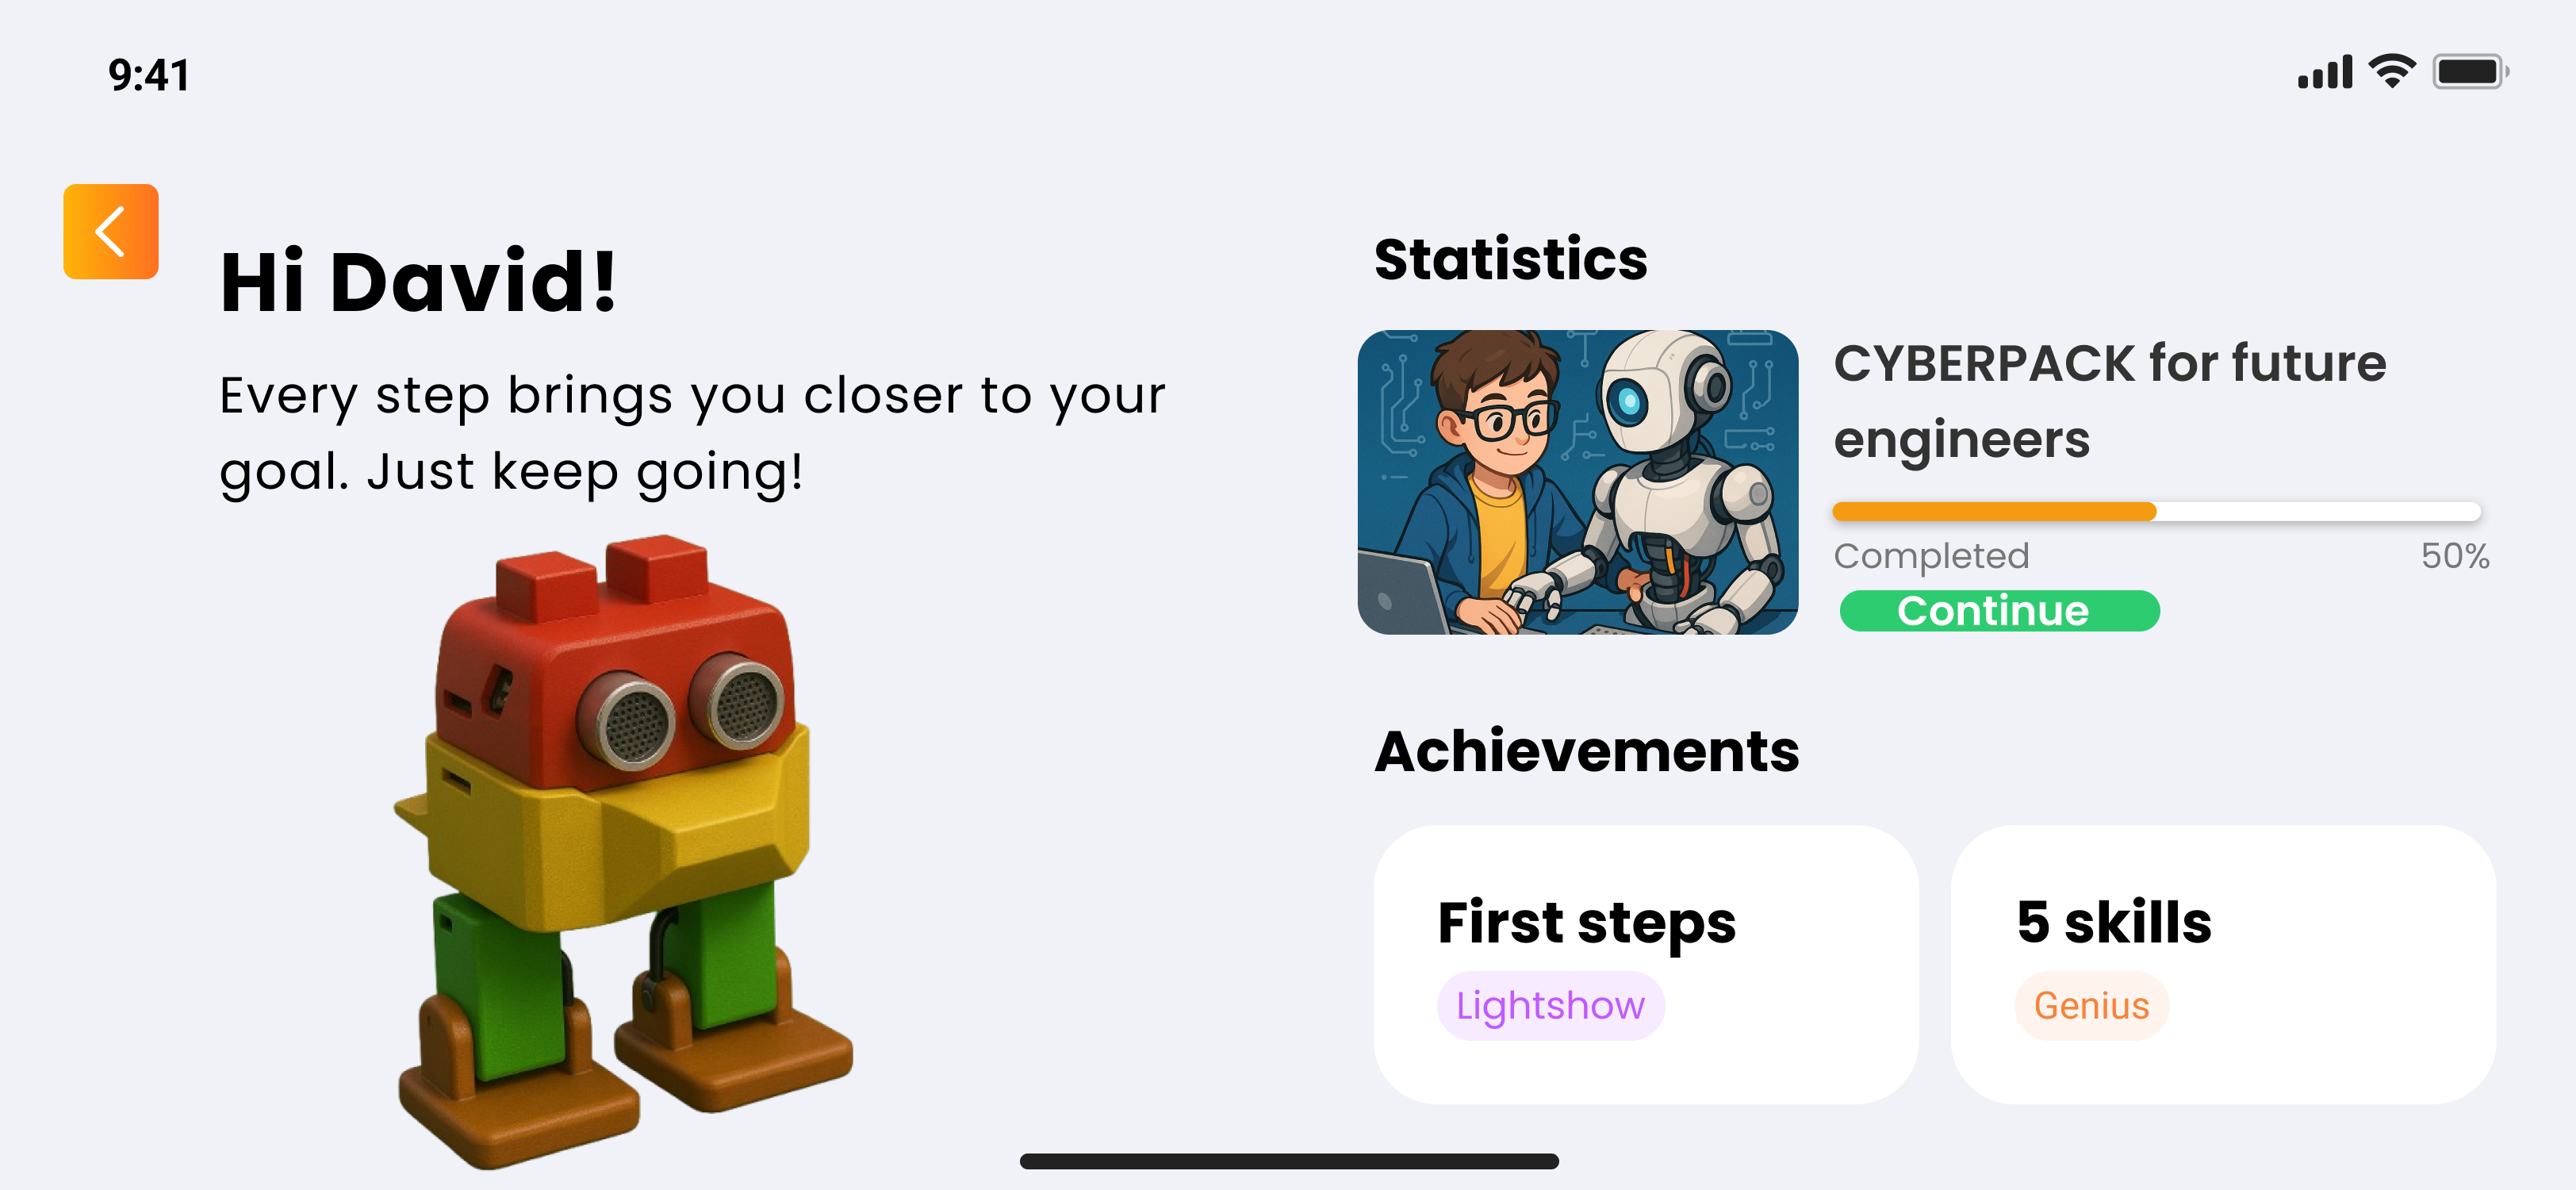 9:41
Hi David!
Every step brings you closer to your
goal. Just keep going!
Statistics
CYBERPACK for future
engineers
Completed 50%
Continue
Achievements
First steps
Lightshow
5 skills
Genius